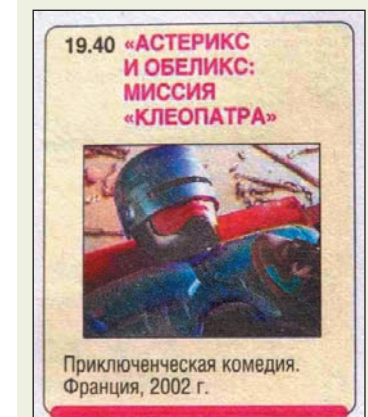 19.40 «АСТЕРИКС
И ОБЕЛИКС:
МИССИЯ
«КЛЕОПАТРА»
Приключенческая комедия.
Франция, 2002 г.